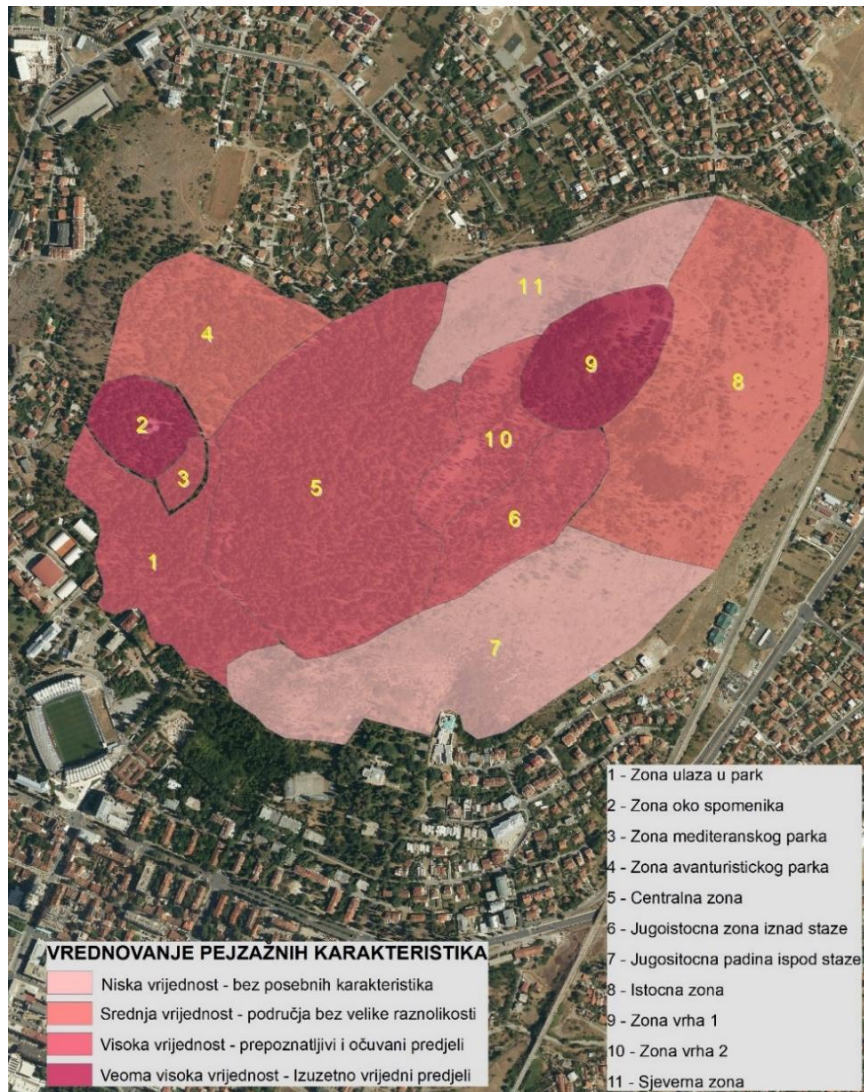 11
4
9
8
2
10
3
5
6
1
7
1 - Zona ulaza u park
2 - Zona oko spomenika
3 - Zona mediteranskog parka
4 - Zona avanturistickog parka
5 - Centralna zona
6 - Jugoistocna zona iznad staze
7 - Jugositocna padina ispod staze
8 - Istocna zona
9 - Zona vrha 1
10 - Zona vrha 2
11 - Sjeverna zona
VREDNOVANJE PEJZAŽNIH KARAKTERISTIKA
Niska vrijednost - bez posebnih karakteristika
Srednja vrijednost - područja bez velike raznolikosti
Visoka vrijednost - prepoznatljivi i očuvani predjeli
Veoma visoka vrijednost - Izuzetno vrijedni predjeli